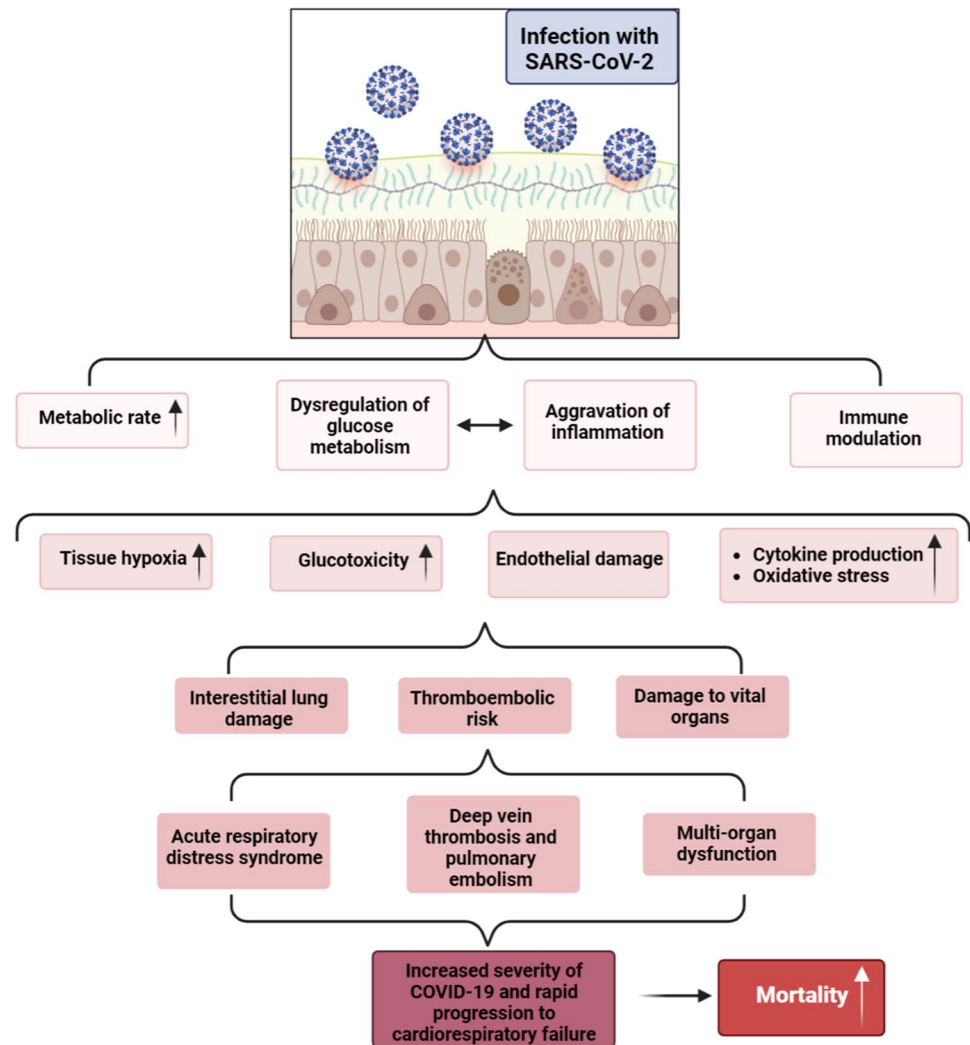 Infection with
SARS-CoV-2
Metabolic rate
Dysregulation of
glucose
metabolism
Aggravation of
inflammation
Immune
modulation
Tissue hypoxia
Glucotoxicity
Endothelial damage
• Cytokine production
• Oxidative stress
Interestitial lung
damage
Thromboembolic
risk
Damage to vital
organs
Acute respiratory
distress syndrome
Deep vein
thrombosis and
pulmonary
embolism
Multi-organ
dysfunction
Increased severity of
COVID-19 and rapid
progression to
cardiorespiratory failure
Mortality